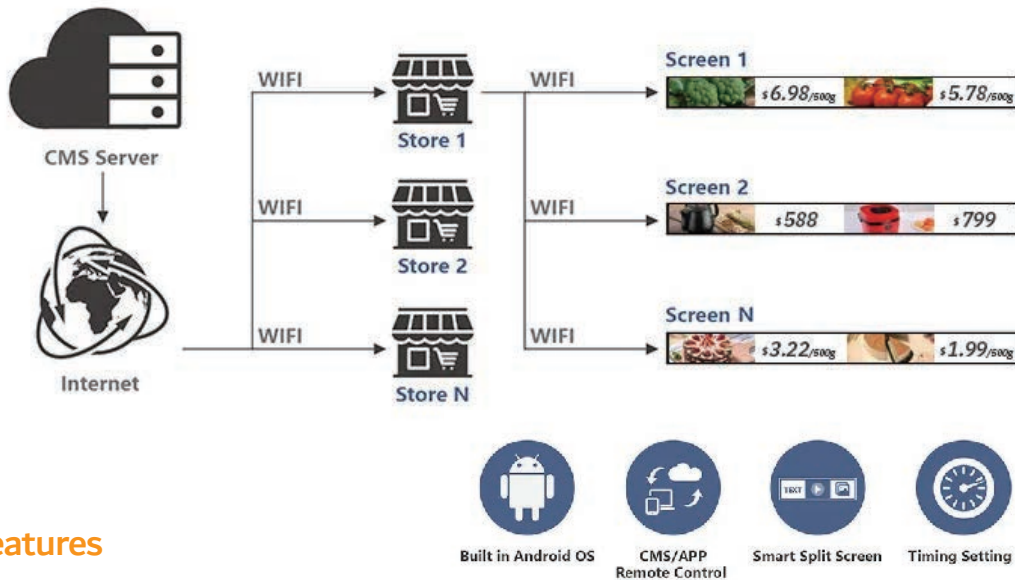 CMS Server
Internet
WIFI
Store 1
WIFI
Store 2
WIFI
Store N
WIFI
Screen 1
$6.98/500g $5.78/500g
WIFI
Screen 2
$588 $799
WIFI
Screen N
$3.22/500g $1.99/500g
Built in Android OS
CMS/APP
Remote Control
TEXT
Smart Split Screen
Timing Setting
eatures